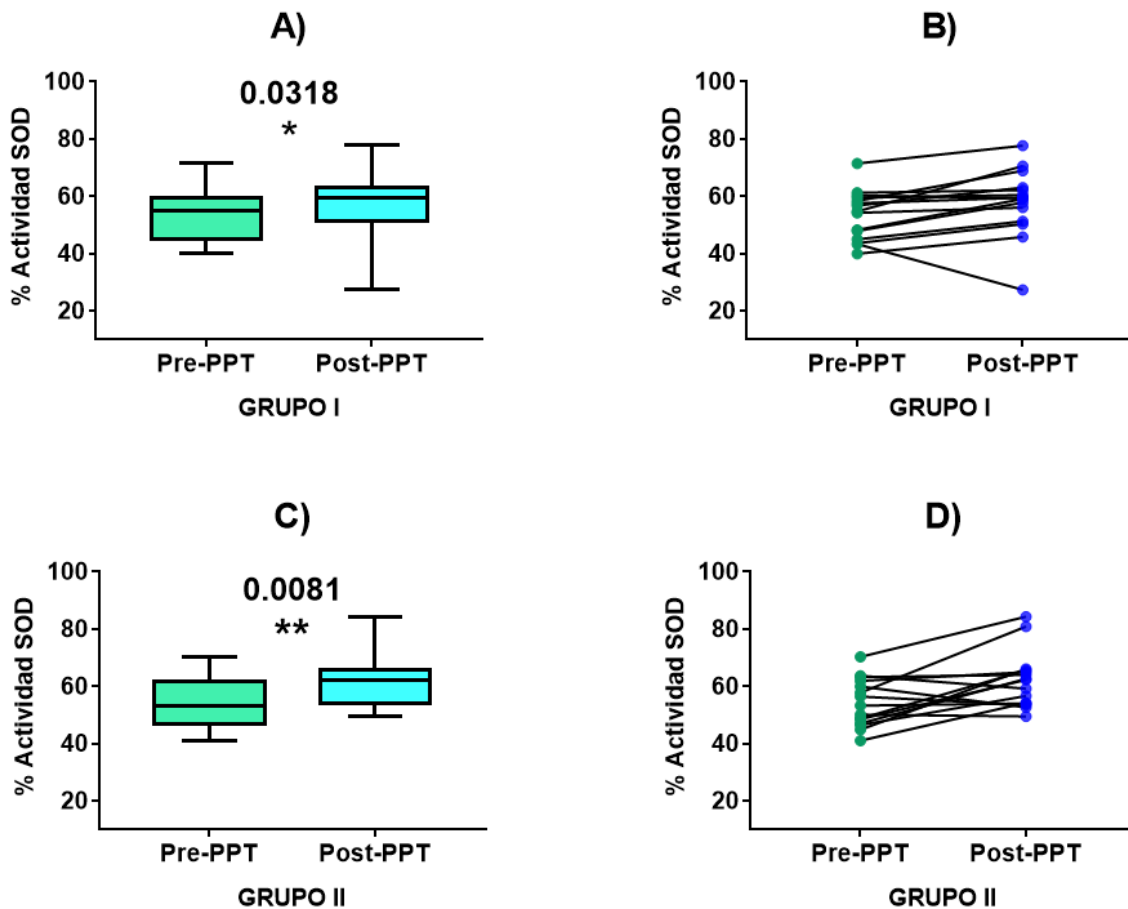 A)
0.0318
*
100
80
60
40
20
% Actividad SOD
Pre-PPT Post-PPT
GRUPO I
B)
100
80
60
40
20
% Actividad SOD
Pre-PPT Post-PPT
GRUPO I
C)
0.0081
**
100
80
60
40
20
% Actividad SOD
Pre-PPT Post-PPT
GRUPO II
D)
100
80
60
40
20
% Actividad SOD
Pre-PPT Post-PPT
GRUPO II